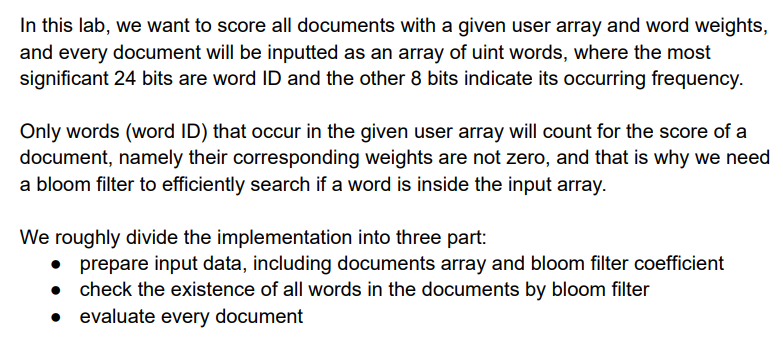 In this lab, we want to score all documents with a given user array and word weights,
and every document will be inputted as an array of uint words, where the most
significant 24 bits are word ID and the other 8 bits indicate its occurring frequency.
Only words (word ID) that occur in the given user array will count for the score of a
document, namely their corresponding weights are not zero, and that is why we need
a bloom filter to efficiently search if a word is inside the input array.
We roughly divide the implementation into three part:
● prepare input data, including documents array and bloom filter coefficient
● check the existence of all words in the documents by bloom filter
● evaluate every document